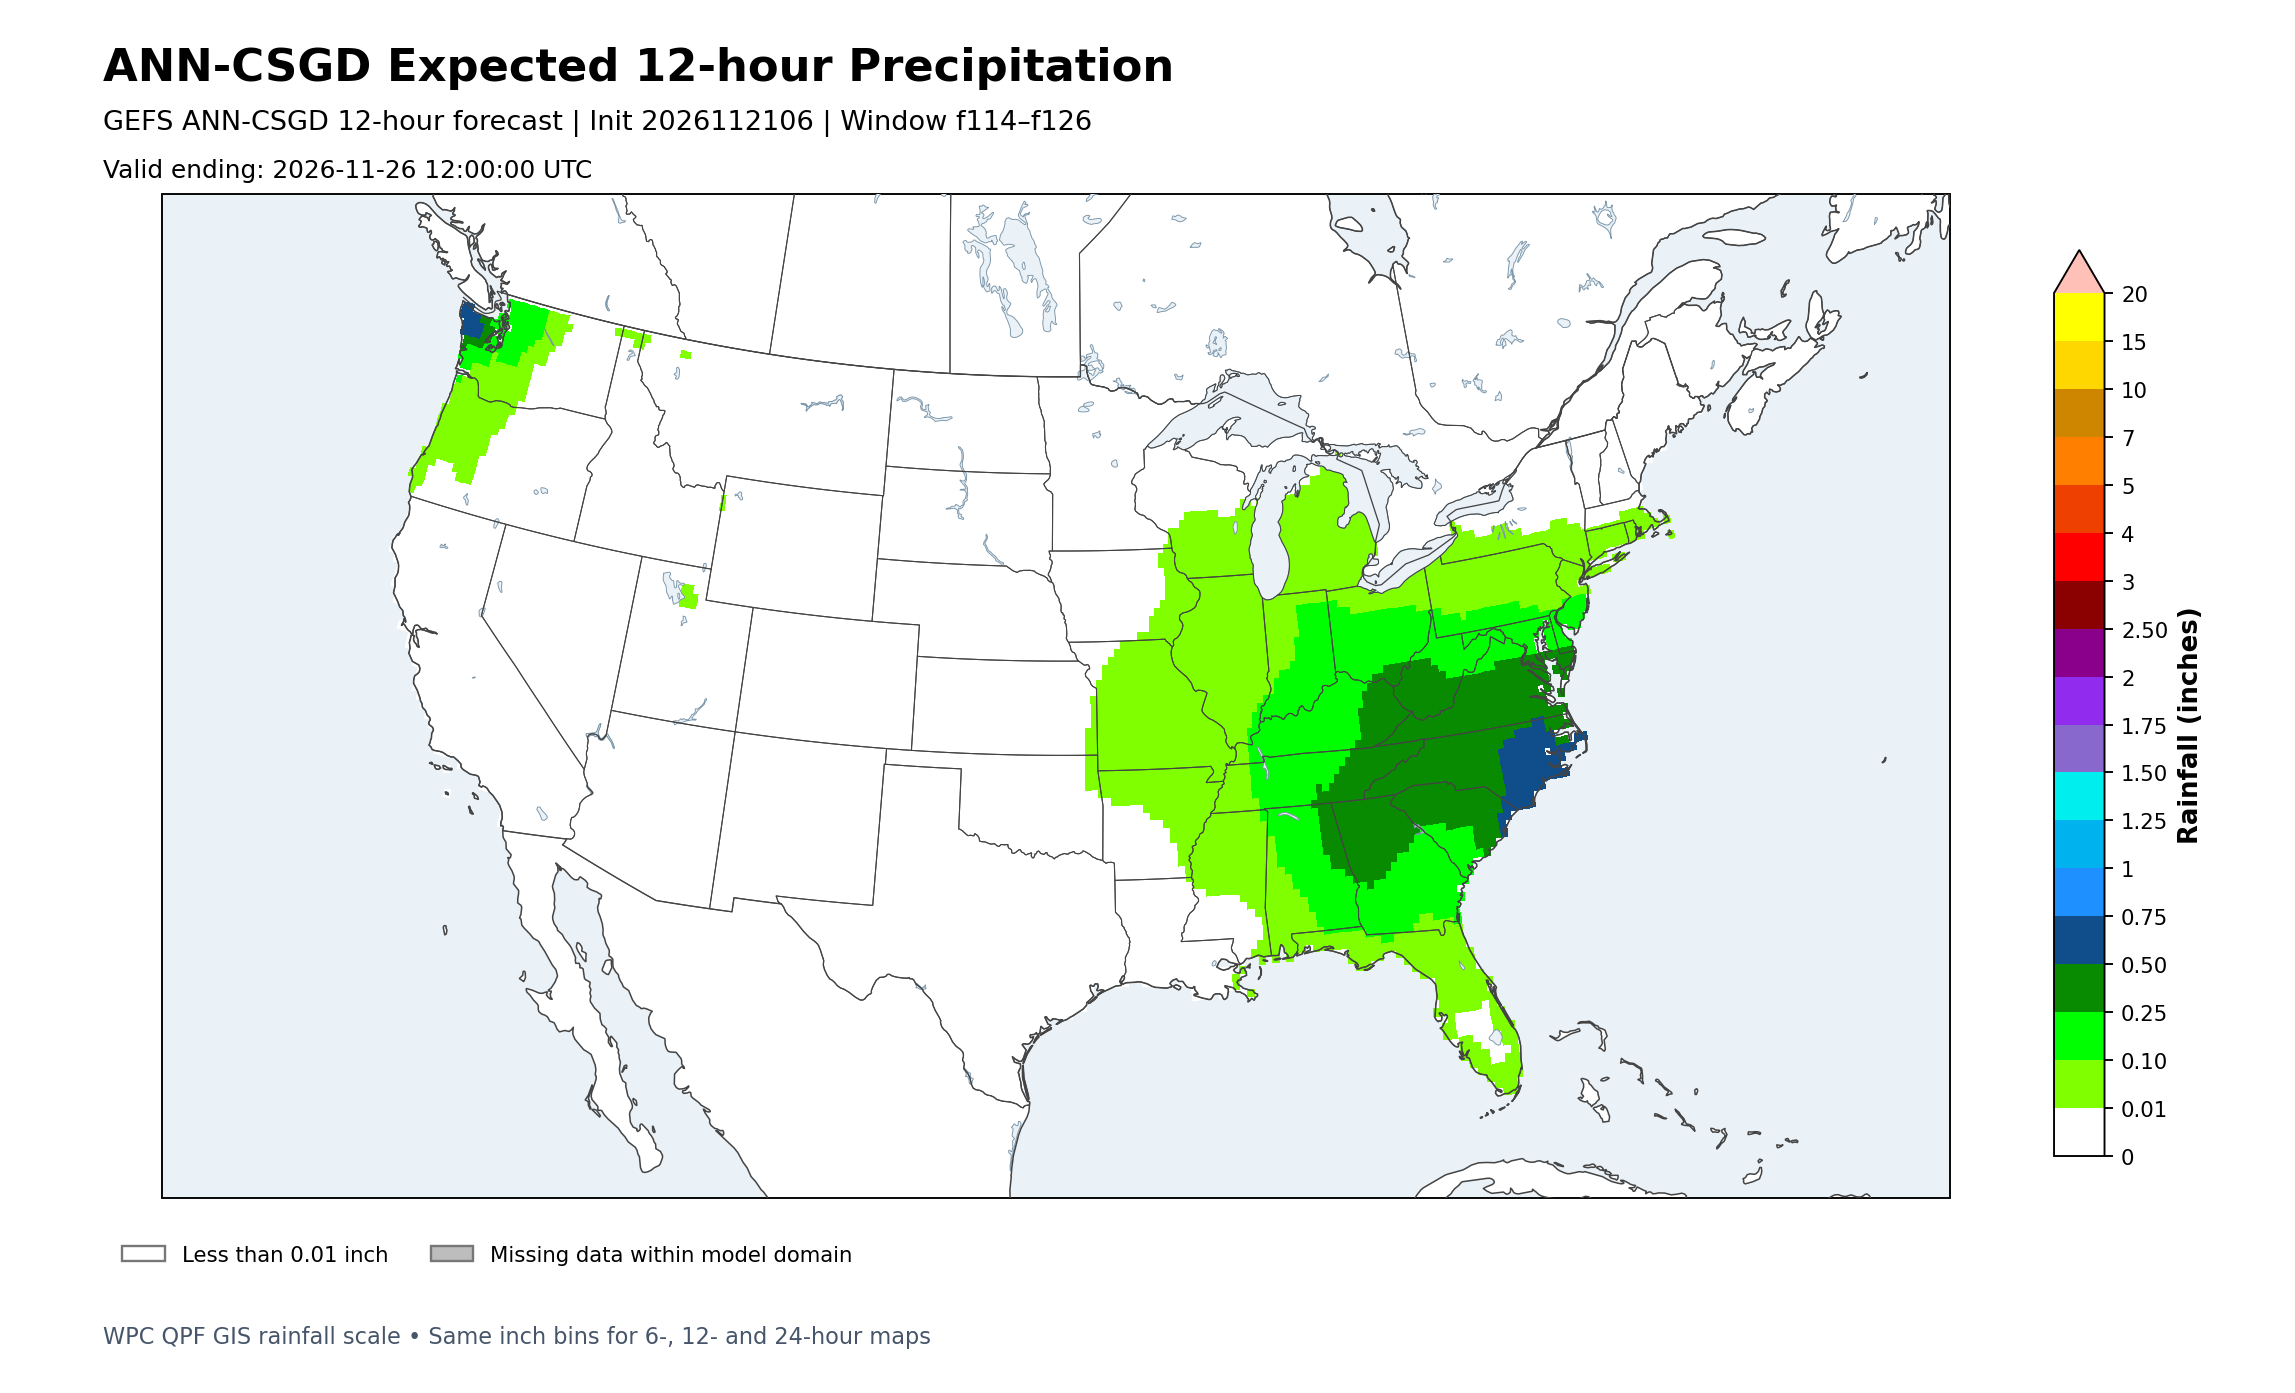 ANN-CSGD Expected 12-hour Precipitation
GEFS ANN-CSGD 12-hour forecast | Init 2026112106 | Window f114–f126
Valid ending: 2026-11-26 12:00:00 UTC
20
15
10
7
5
4
3
2.50
2
1.75
1.50
1.25
1
0.75
0.50
0.25
0.10
0.01
0
Rainfall (inches)
Less than 0.01 inch
Missing data within model domain
WPC QPF GIS rainfall scale • Same inch bins for 6-, 12- and 24-hour maps